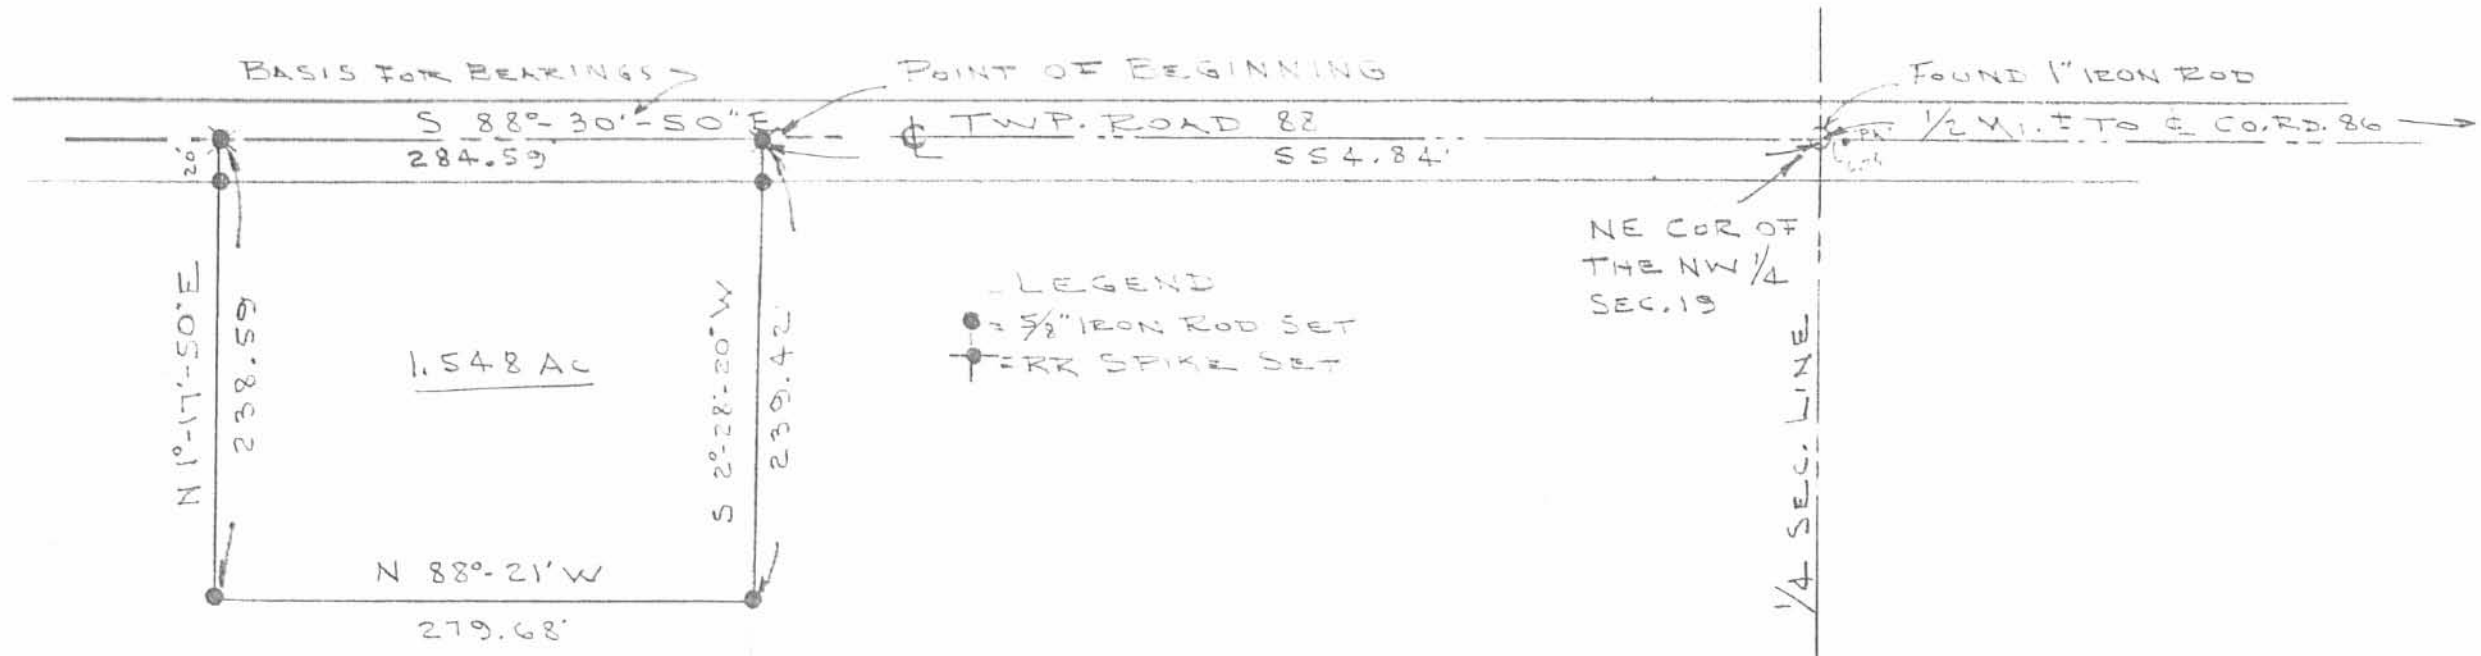 BASIS FOR BEARINGS
POINT OF BEGINNING
FOUND 1" IRON ROD
S 88°-30'-50" E
℄ TWP. ROAD 88
1/2 MI. ± TO ℄ CO. RD. 86
284.59'
554.84'
20'
NE COR OF
THE NW 1/4
SEC. 19
N 1°-17'-50" E
238.59
1.548 AC
S 2°-28'-20" W
239.42'
LEGEND
= 5/8" IRON ROD SET
= RR SPIKE SET
1/4 SEC. LINE
N 88°-21' W
279.68'